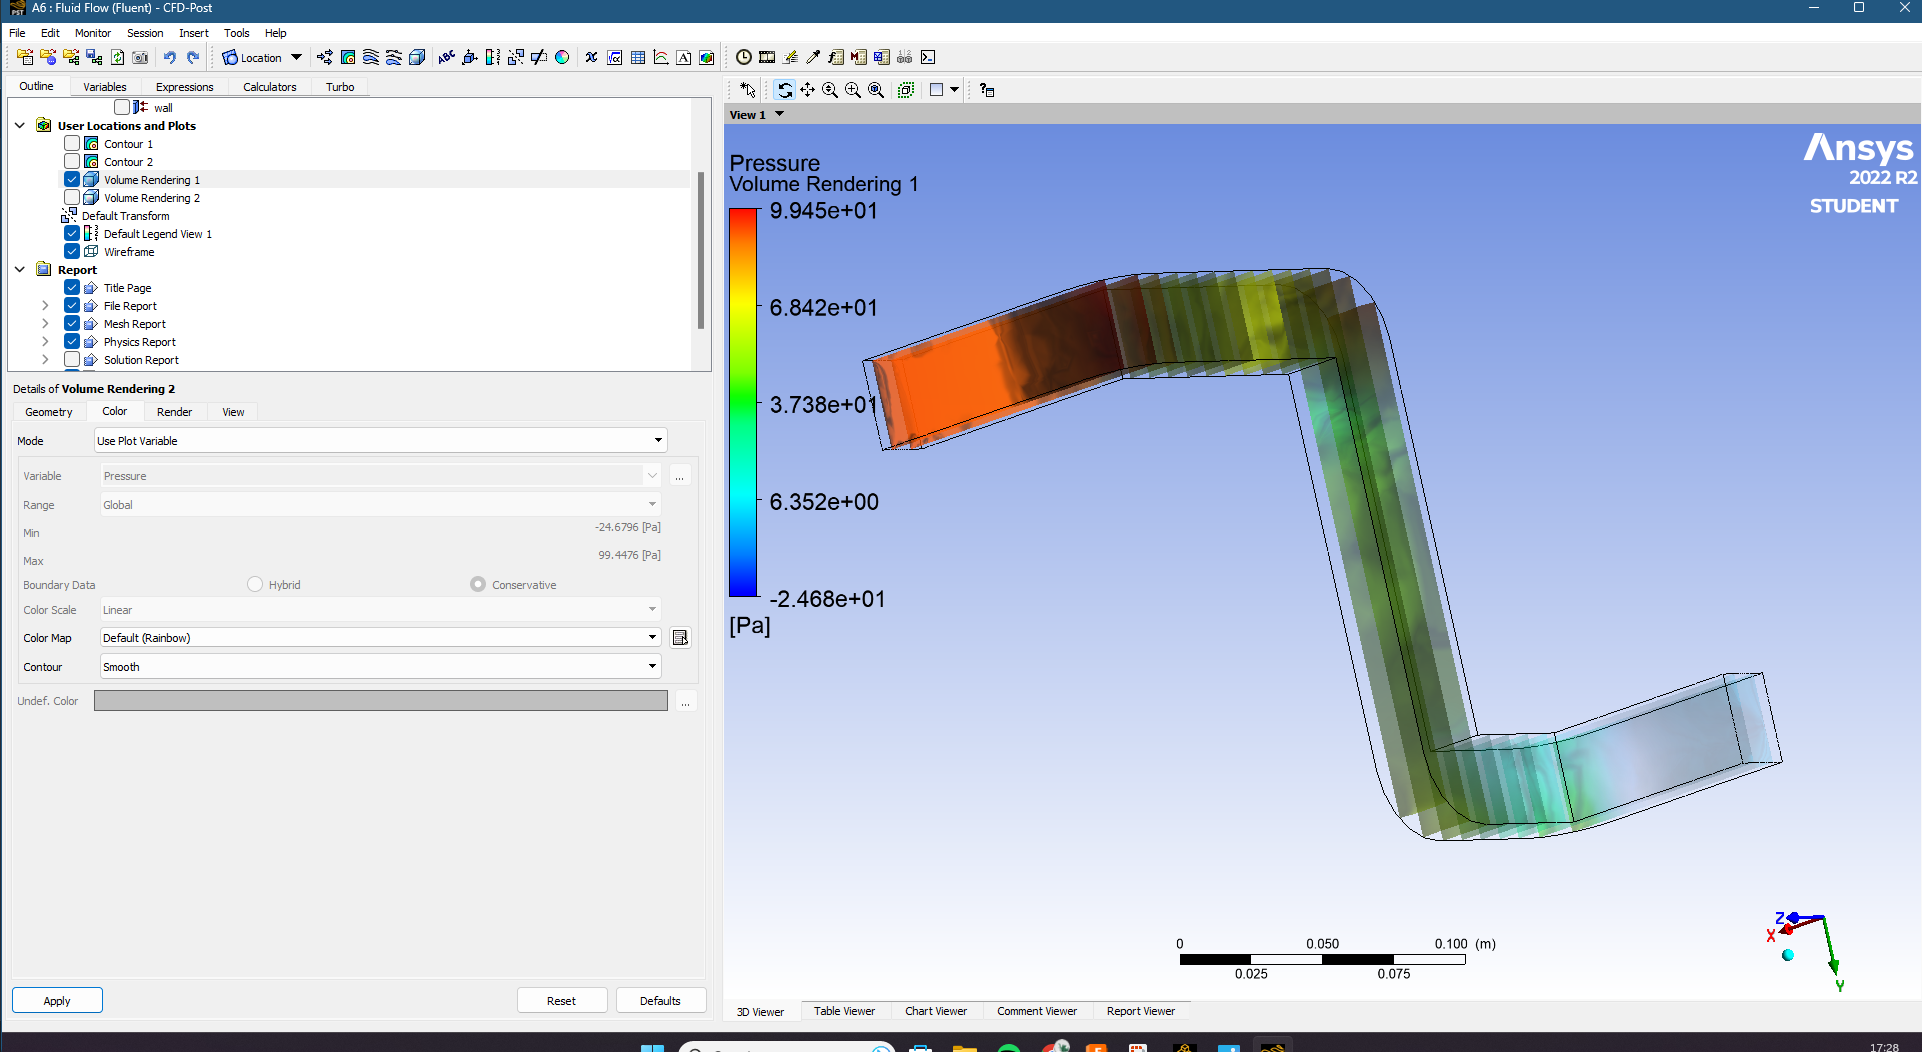 A6 : Fluid Flow (Fluent) - CFD-Post
File Edit Monitor Session Insert Tools Help
Location
Outline Variables Expressions Calculators Turbo
wall
User Locations and Plots
Contour 1
Contour 2
Volume Rendering 1
Volume Rendering 2
Default Transform
Default Legend View 1
Wireframe
Report
Title Page
File Report
Mesh Report
Physics Report
Solution Report
Details of Volume Rendering 2
Geometry Color Render View
Mode Use Plot Variable
Variable Pressure ...
Range Global
Min -24.6796 [Pa]
Max 99.4476 [Pa]
Boundary Data Hybrid Conservative
Color Scale Linear
Color Map Default (Rainbow)
Contour Smooth
Undef. Color ...
Apply Reset Defaults
View 1
Pressure
Volume Rendering 1
9.945e+01
6.842e+01
3.738e+01
6.352e+00
-2.468e+01
[Pa]
Ansys
2022 R2
STUDENT
0 0.050 0.100 (m)
0.025 0.075
Z
X
Y
3D Viewer Table Viewer Chart Viewer Comment Viewer Report Viewer
17:28